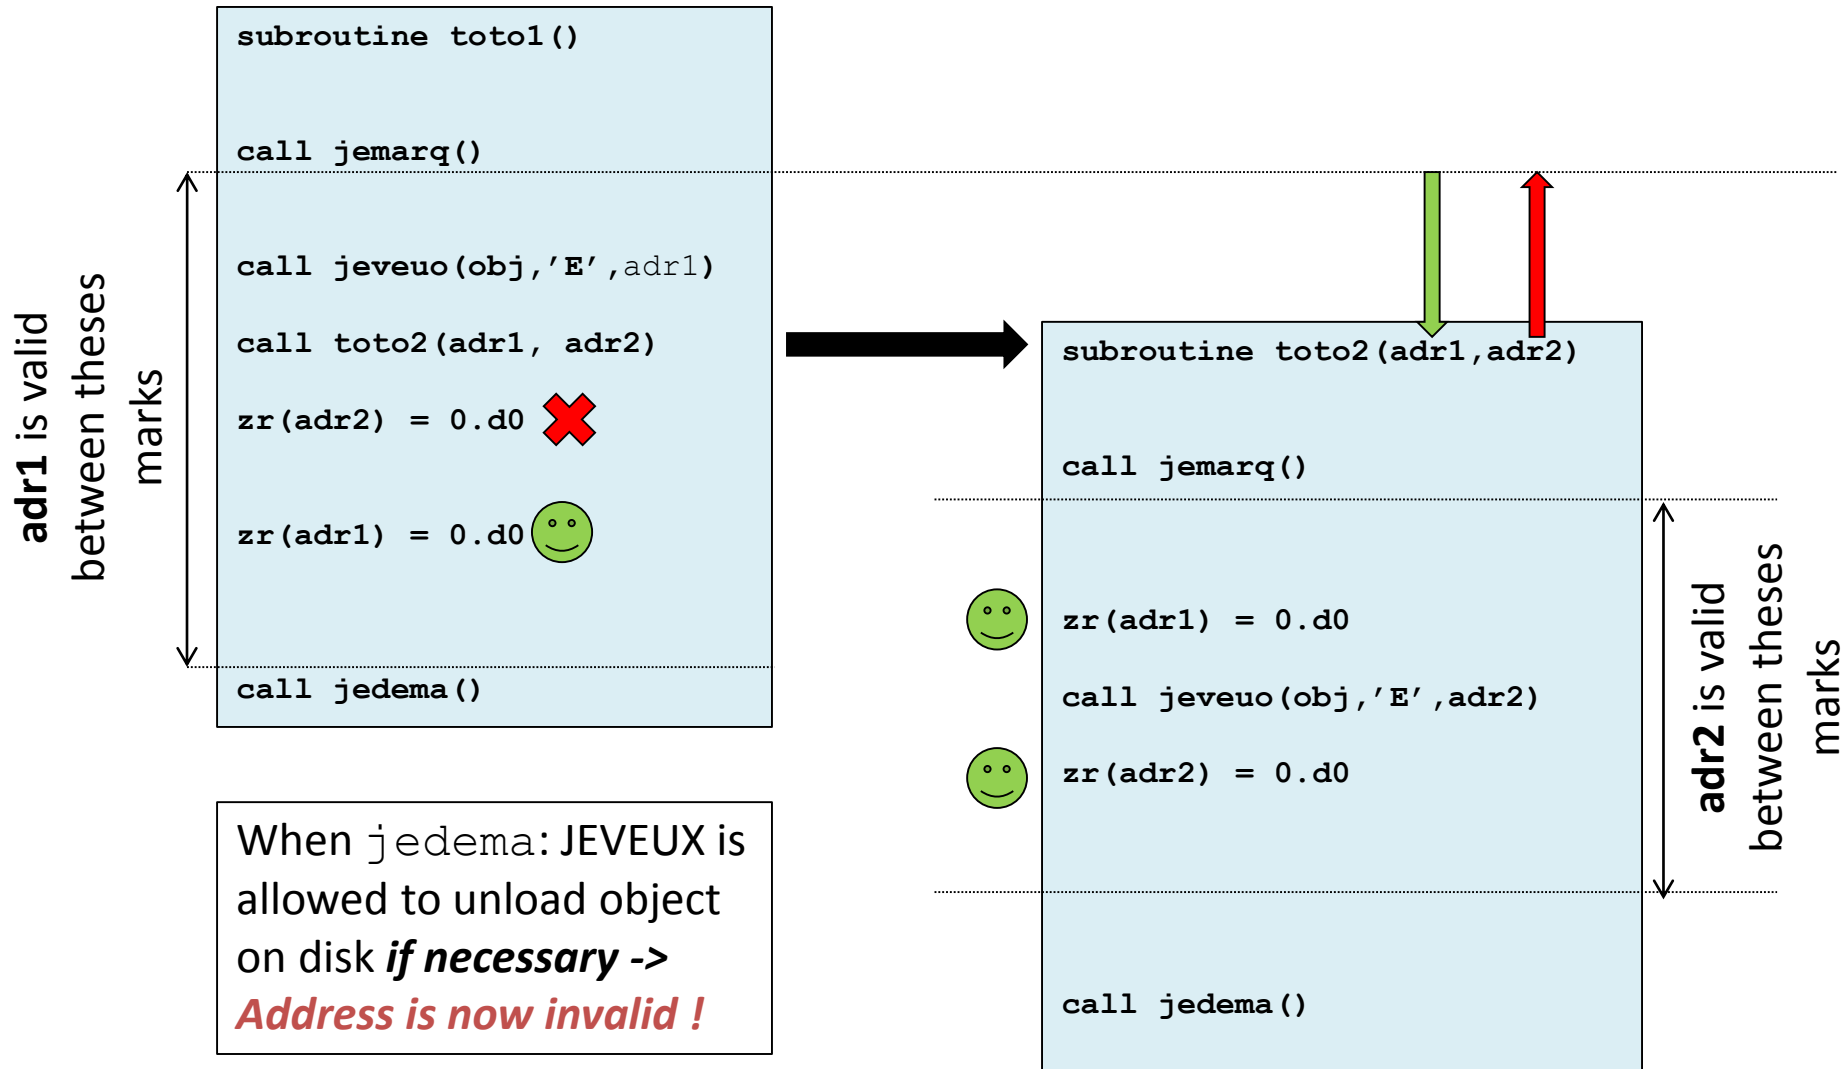 subroutine toto1()
call jemarq()
call jeveuo(obj,’E’,adr1)
call toto2(adr1, adr2)
zr(adr2) = 0.d0
zr(adr1) = 0.d0
call jedema()
adr1 is valid
between theses
marks
subroutine toto2(adr1,adr2)
call jemarq()
zr(adr1) = 0.d0
call jeveuo(obj,’E’,adr2)
zr(adr2) = 0.d0
call jedema()
adr2 is valid
between theses
marks
When jedema: JEVEUX is
allowed to unload object
on disk if necessary ->
Address is now invalid !